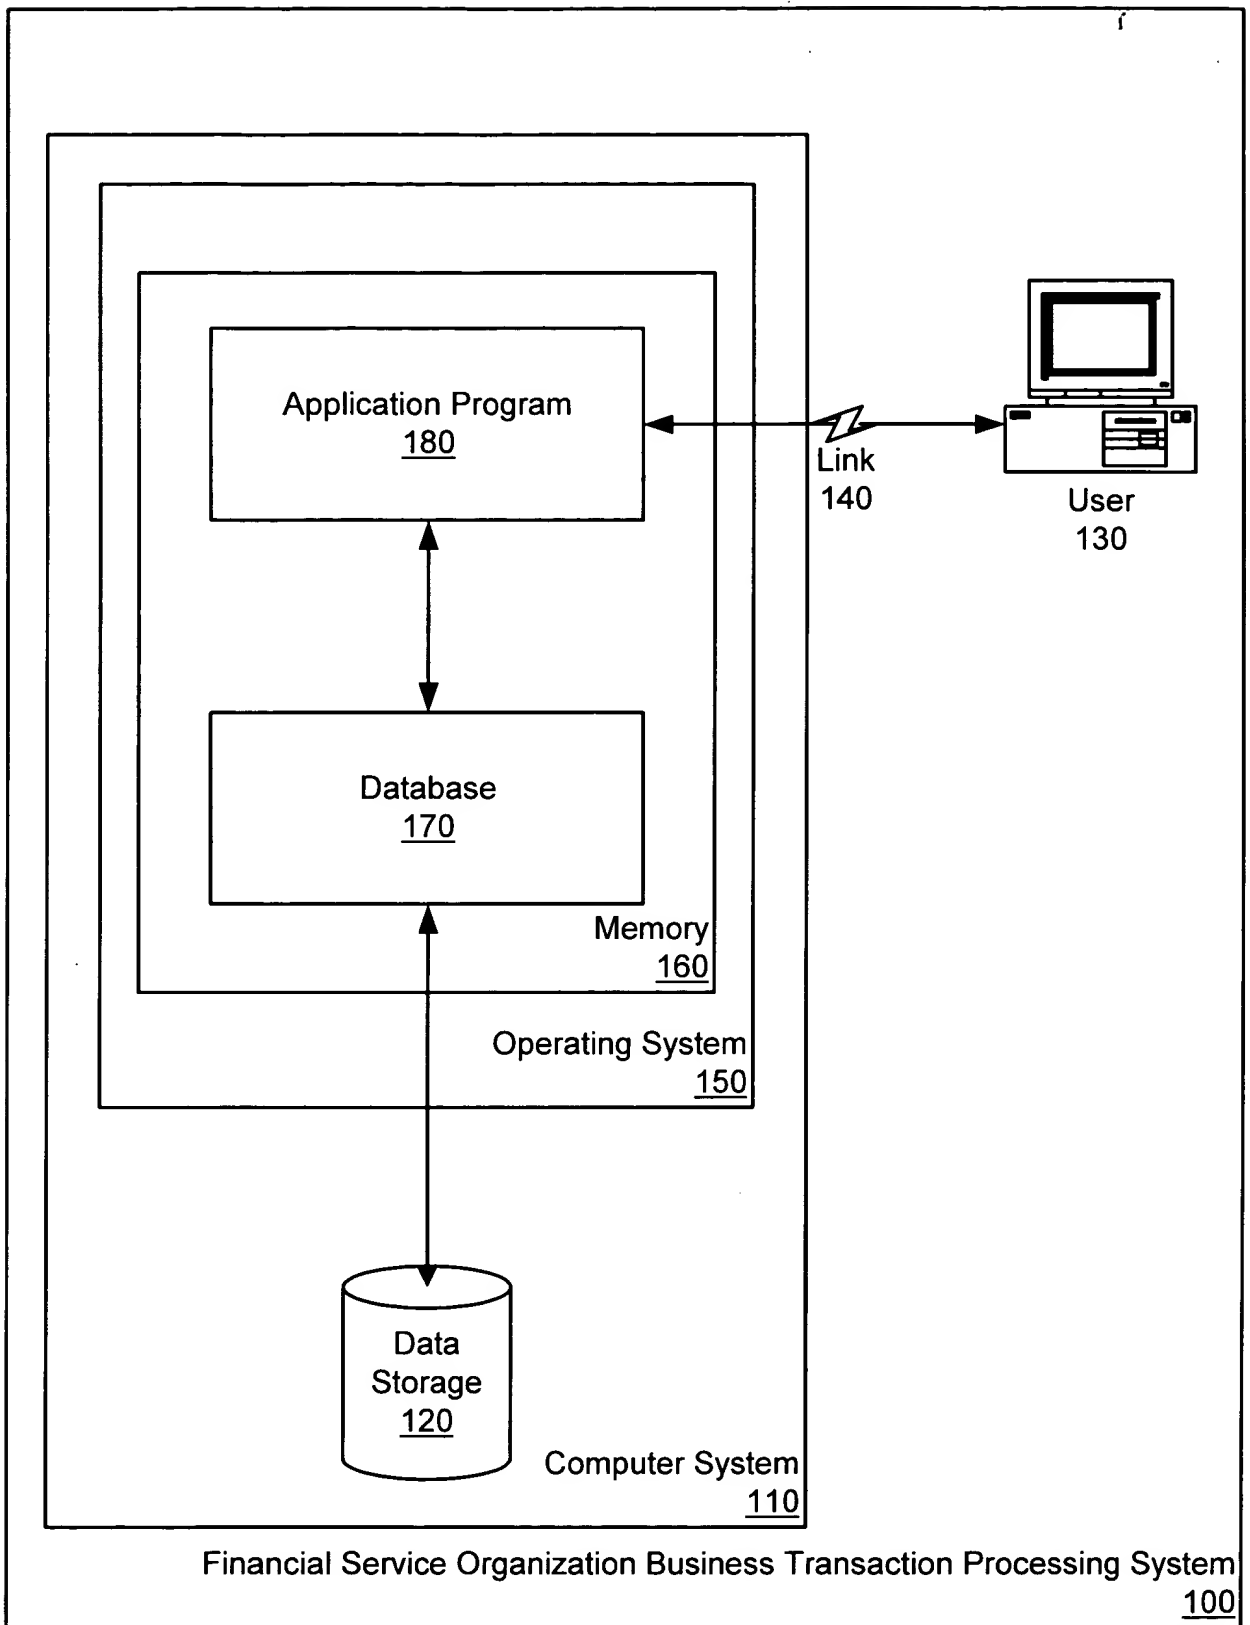 Application Program
180
Link
140
User
130
Database
170
Memory
160
Operating System
150
Data
Storage
120
Computer System
110
Financial Service Organization Business Transaction Processing System
100